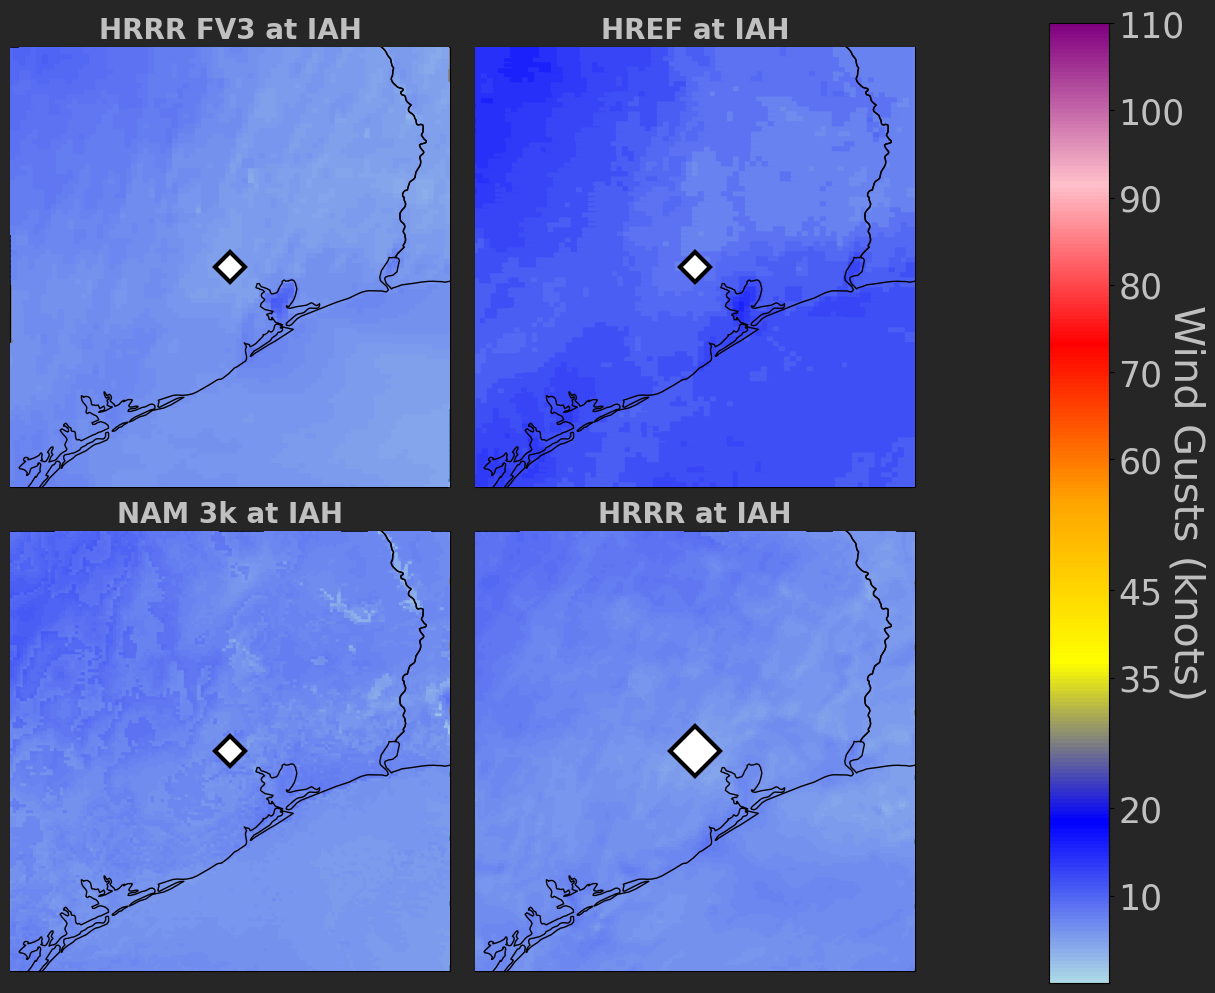 HRRR FV3 at IAH
HREF at IAH
NAM 3k at IAH
HRRR at IAH
110
100
90
80
70
60
45
35
20
10
Wind Gusts (knots)